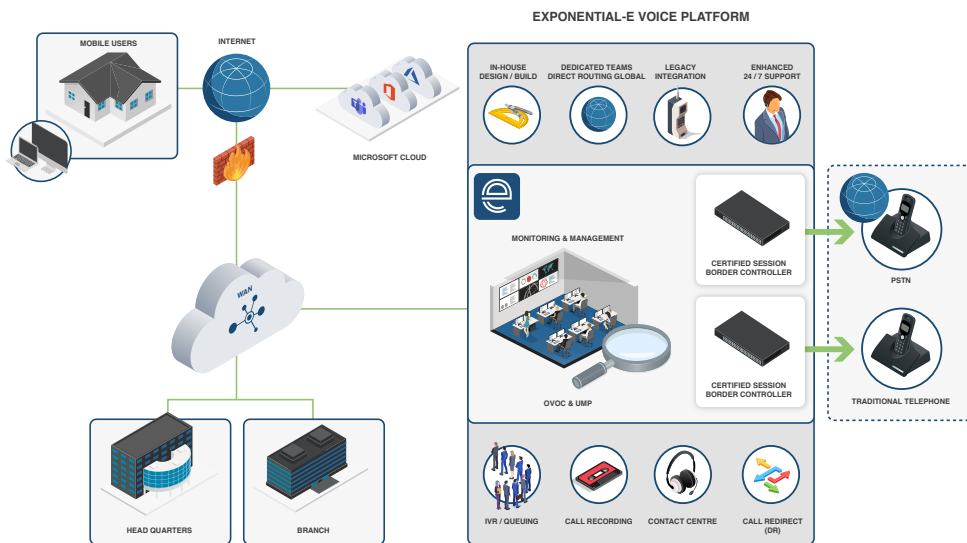 EXPONENTIAL-E VOICE PLATFORM
MOBILE USERS
INTERNET
MICROSOFT CLOUD
IN-HOUSE
DESIGN / BUILD
DEDICATED TEAMS
DIRECT ROUTING GLOBAL
LEGACY
INTEGRATION
ENHANCED
24 / 7 SUPPORT
e
MONITORING & MANAGEMENT
OVOC & UMP
CERTIFIED SESSION
BORDER CONTROLLER
CERTIFIED SESSION
BORDER CONTROLLER
PSTN
TRADITIONAL TELEPHONE
WAN
HEAD QUARTERS
BRANCH
IVR / QUEUING
CALL RECORDING
CONTACT CENTRE
CALL REDIRECT
(DR)